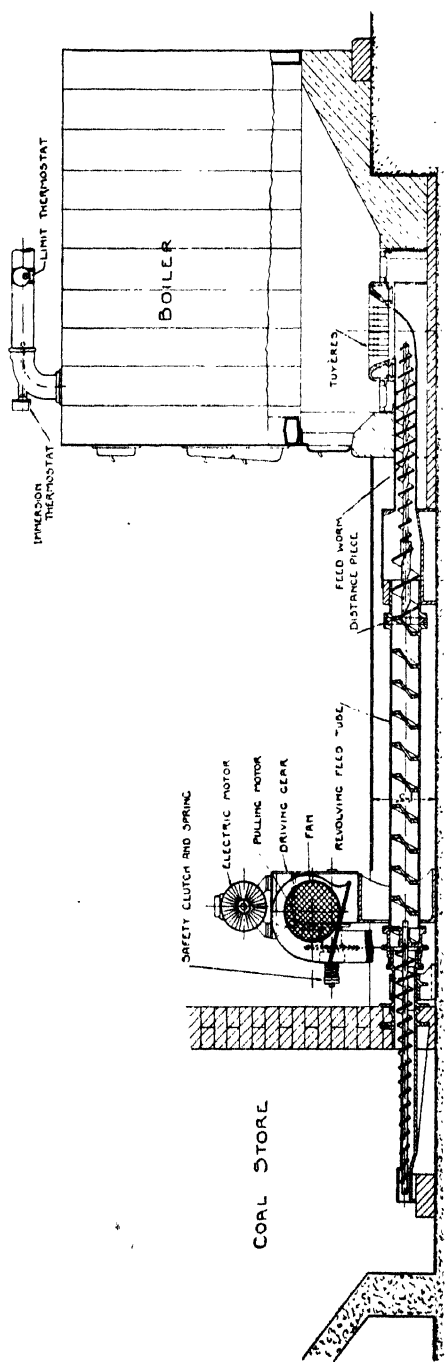 COAL STORE
SAFETY CLUTCH AND SPRING
ELECTRIC MOTOR
PULLING MOTOR
DRIVING GEAR
FAN
REVOLVING FEED TUBE
DISTANCE PIECE
FEED WORM
TUYÈRES
IMMERSION
THERMOSTAT
BOILER
LIMIT THERMOSTAT